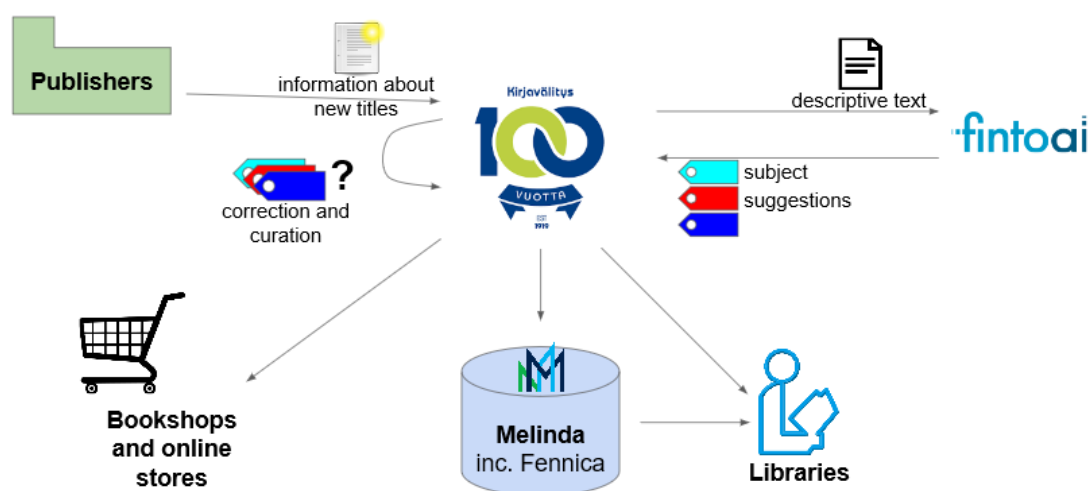 Publishers
information about
new titles
Kirjavälitys
100
VUOTTA
EST
1919
descriptive text
fintoai
subject
suggestions
?
correction and
curation
Bookshops
and online
stores
Melinda
inc. Fennica
Libraries